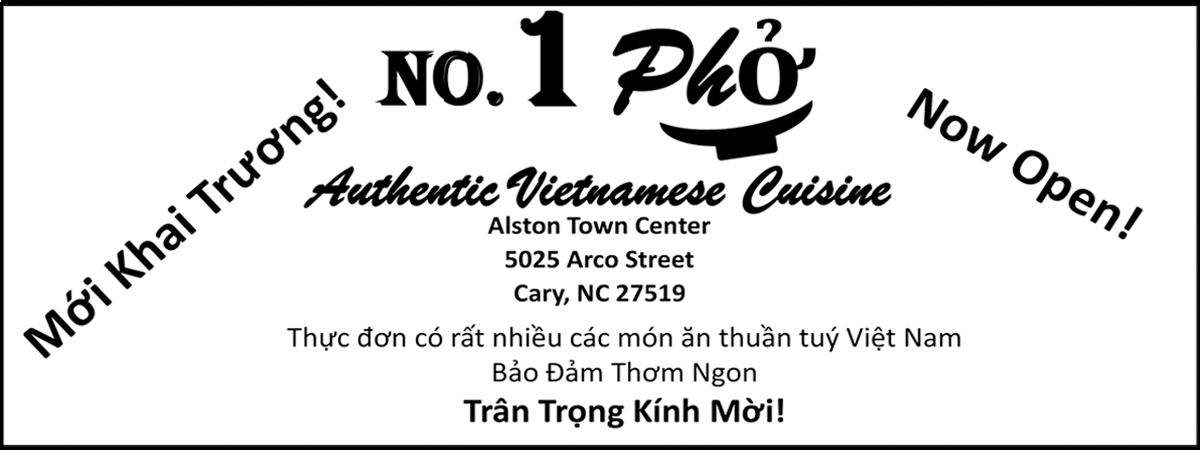 NO. 1 Phở
Mới Khai Trương!
Now Open!
Authentic Vietnamese Cuisine
Alston Town Center
5025 Arco Street
Cary, NC 27519
Thực đơn có rất nhiều các món ăn thuần tuý Việt Nam
Bảo Đảm Thơm Ngon
Trân Trọng Kính Mời!